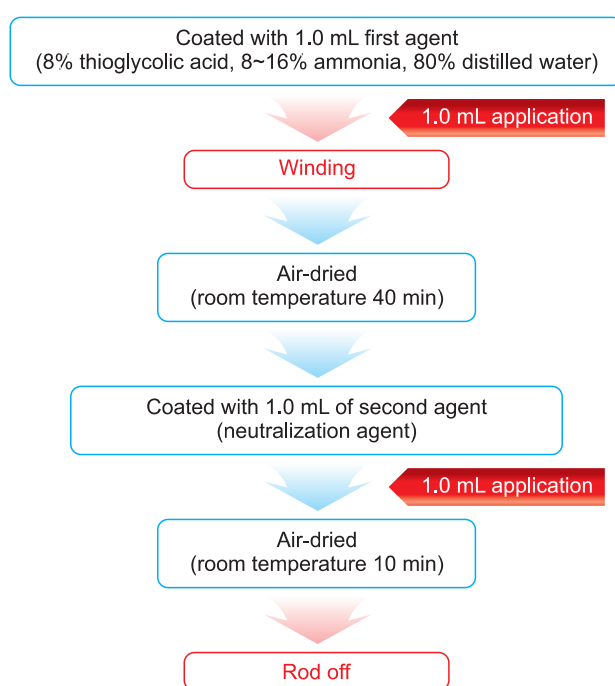 Coated with 1.0 mL first agent
(8% thioglycolic acid, 8~16% ammonia, 80% distilled water)
1.0 mL application
Winding
Air-dried
(room temperature 40 min)
Coated with 1.0 mL of second agent
(neutralization agent)
1.0 mL application
Air-dried
(room temperature 10 min)
Rod off